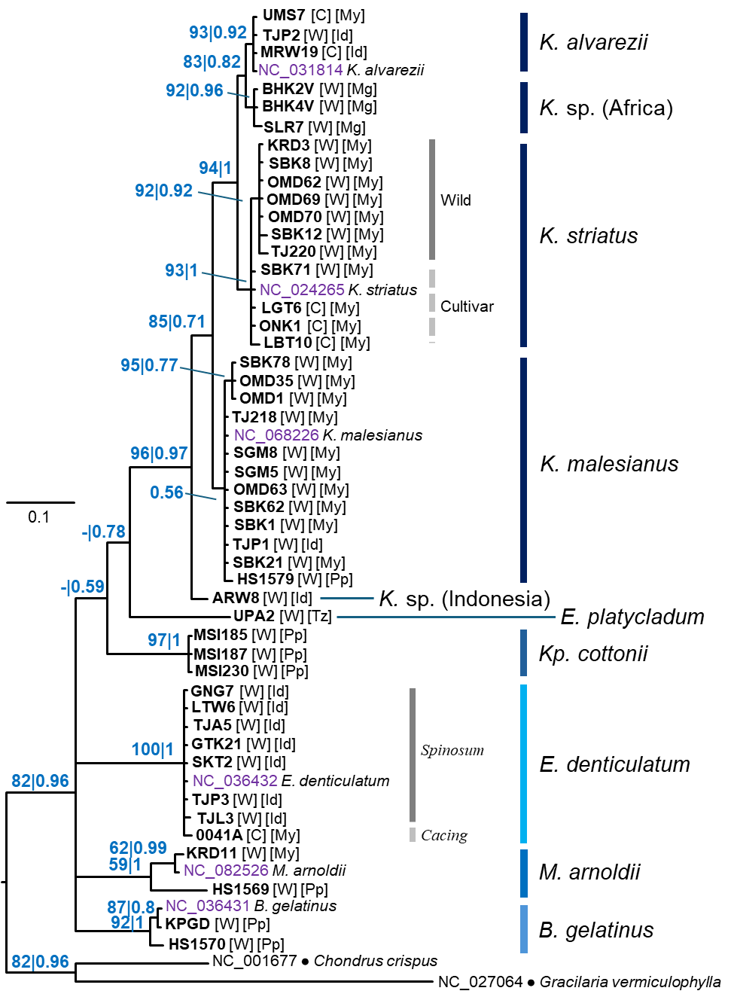 UMS7 [C] [My]
93|0.92
TJP2 [W] [Id]
K. alvarezii
MRW19 [C] [Id]
83|0.82
NC_031814 K. alvarezii
BHK2V [W] [Mg]
92|0.96
BHK4V [W] [Mg]
K. sp. (Africa)
SLR7 [W] [Mg]
KRD3 [W] [My]
SBK8 [W] [My]
94|1
OMD62 [W] [My]
92|0.92
OMD69 [W] [My]
Wild
OMD70 [W] [My]
SBK12 [W] [My]
K. striatus
TJ220 [W] [My]
SBK71 [W] [My]
93|1
NC_024265 K. striatus
LGT6 [C] [My]
Cultivar
85|0.71
ONK1 [C] [My]
LBT10 [C] [My]
SBK78 [W] [My]
95|0.77
OMD35 [W] [My]
OMD1 [W] [My]
TJ218 [W] [My]
NC_068226 K. malesianus
96|0.97
SGM8 [W] [My]
K. malesianus
SGM5 [W] [My]
0.56
OMD63 [W] [My]
SBK62 [W] [My]
0.1
SBK1 [W] [My]
-|0.78
TJP1 [W] [Id]
SBK21 [W] [My]
HS1579 [W] [Pp]
-|0.59
ARW8 [W] [Id]
K. sp. (Indonesia)
UPA2 [W] [Tz]
E. platycladum
97|1
MSI185 [W] [Pp]
MSI187 [W] [Pp]
Kp. cottonii
MSI230 [W] [Pp]
GNG7 [W] [Id]
LTW6 [W] [Id]
TJA5 [W] [Id]
100|1
GTK21 [W] [Id]
Spinosum
SKT2 [W] [Id]
E. denticulatum
82|0.96
NC_036432 E. denticulatum
TJP3 [W] [Id]
TJL3 [W] [Id]
0041A [C] [My]
Cacing
62|0.99
KRD11 [W] [My]
59|1
NC_082526 M. arnoldii
M. arnoldii
HS1569 [W] [Pp]
87|0.8
NC_036431 B. gelatinus
92|1
KPGD [W] [Pp]
B. gelatinus
HS1570 [W] [Pp]
82|0.96
NC_001677 ● Chondrus crispus
NC_027064 ● Gracilaria vermiculophylla